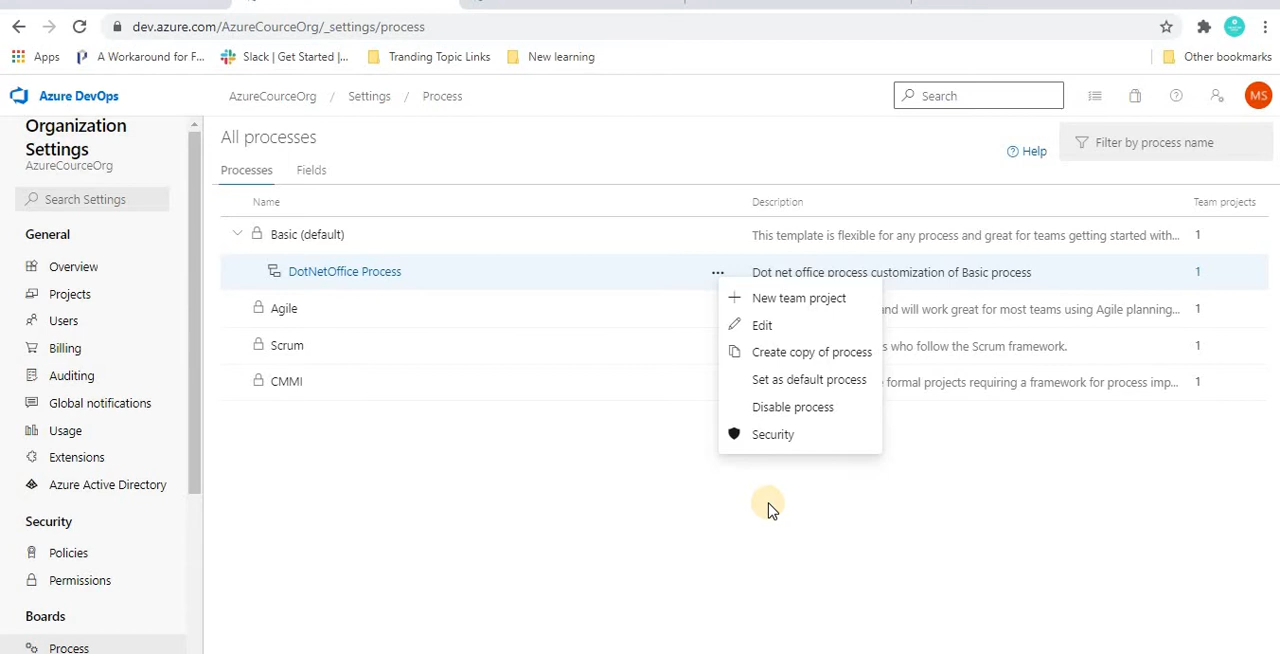 dev.azure.com/AzureCourceOrg/_settings/process
Apps
A Workaround for F...
Slack | Get Started |...
Tranding Topic Links
New learning
Other bookmarks
Azure DevOps
AzureCourceOrg / Settings / Process
Search
MS
Organization
Settings
AzureCourceOrg
Search Settings
General
Overview
Projects
Users
Billing
Auditing
Global notifications
Usage
Extensions
Azure Active Directory
Security
Policies
Permissions
Boards
Process
All processes
Help
Filter by process name
Processes
Fields
Name
Description
Team projects
Basic (default)
This template is flexible for any process and great for teams getting started with...
1
DotNetOffice Process
Dot net office process customization of Basic process
1
Agile
and will work great for most teams using Agile planning...
1
Scrum
s who follow the Scrum framework.
1
CMMI
formal projects requiring a framework for process imp...
1
New team project
Edit
Create copy of process
Set as default process
Disable process
Security